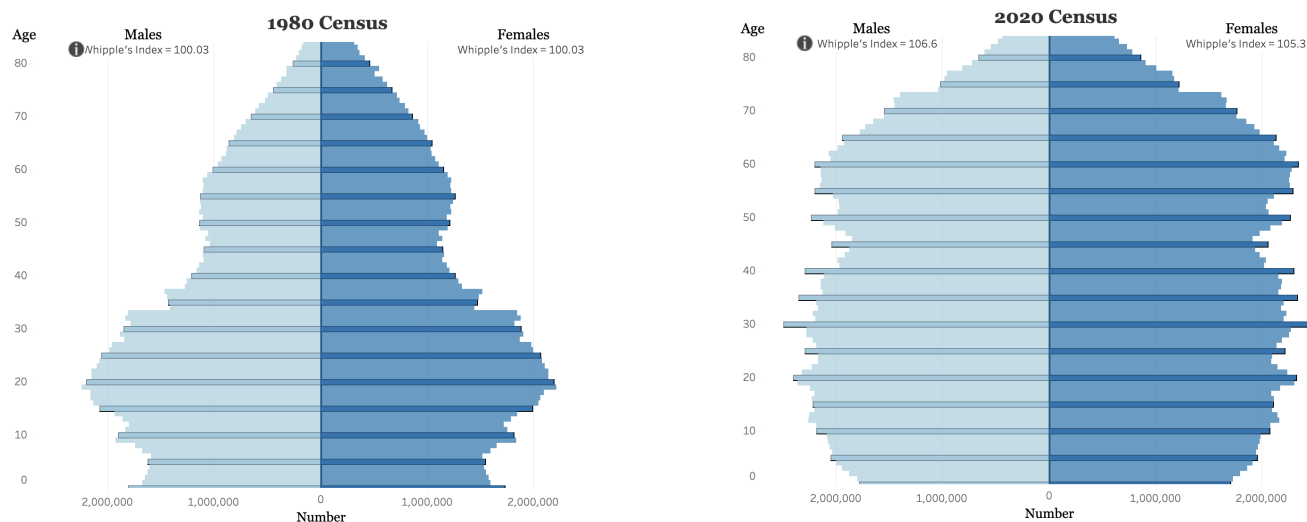 1980 Census
Age
Males
Females
i
Whipple's Index = 100.03
Whipple's Index = 100.03
80
70
60
50
40
30
20
10
0
2,000,000
1,000,000
0
1,000,000
2,000,000
Number
2020 Census
Age
Males
Females
i
Whipple's Index = 106.6
Whipple's Index = 105.3
80
70
60
50
40
30
20
10
0
2,000,000
1,000,000
0
1,000,000
2,000,000
Number